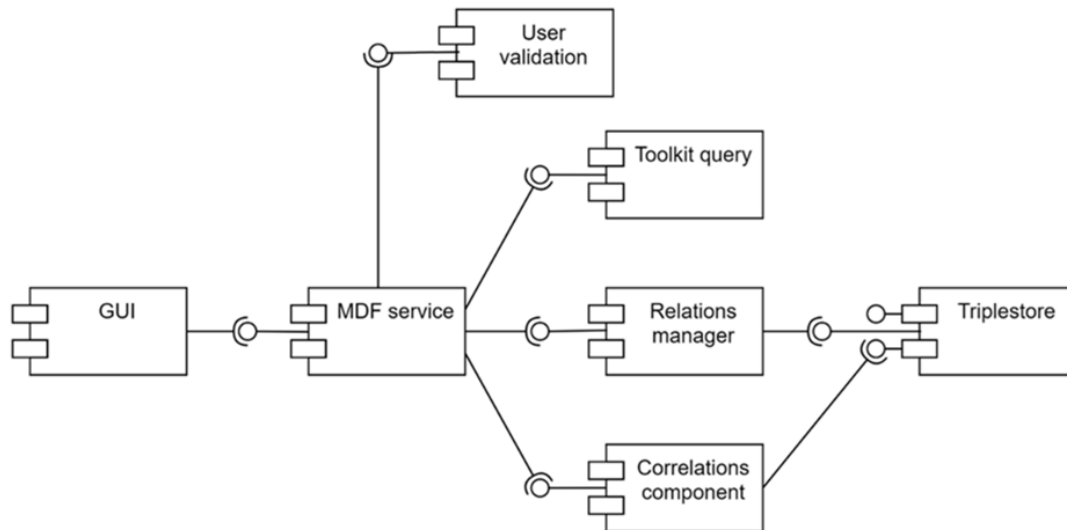 User
validation
Toolkit query
GUI
MDF service
Relations
manager
Triplestore
Correlations
component